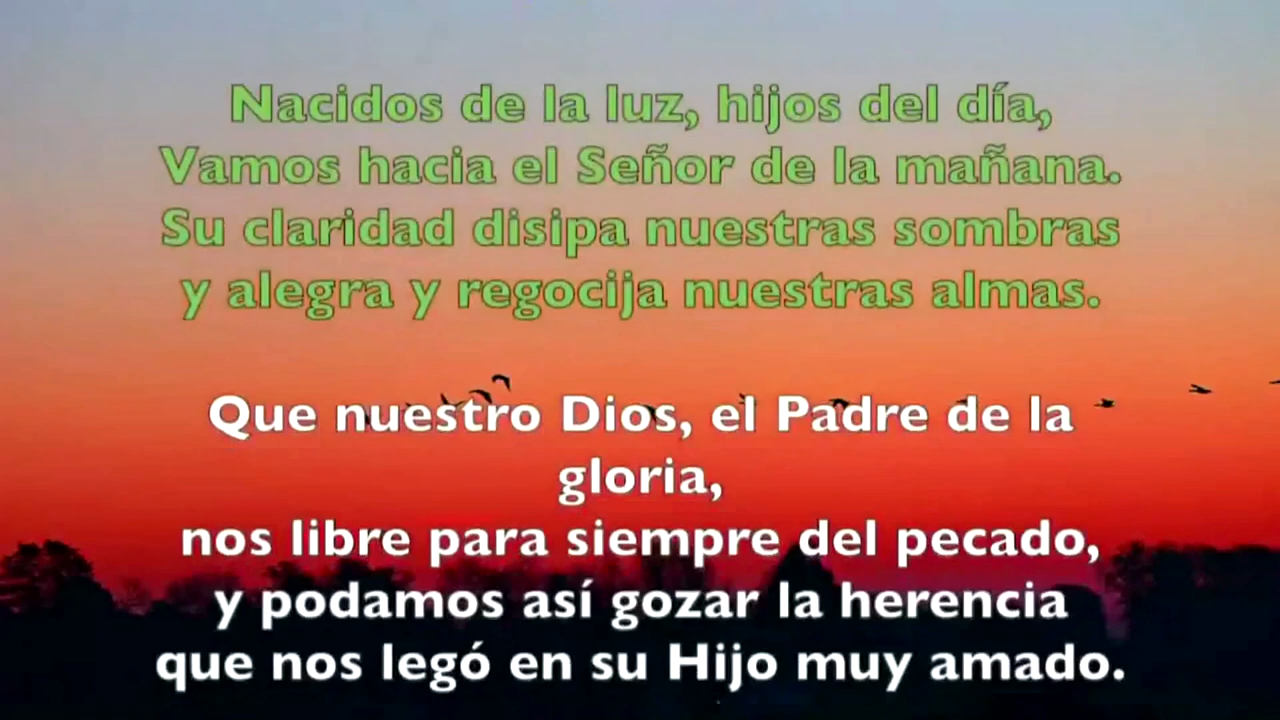 Nacidos de la luz, hijos del día,
Vamos hacia el Señor de la mañana.
Su claridad disipa nuestras sombras
y alegra y regocija nuestras almas.
Que nuestro Dios, el Padre de la
gloria,
nos libre para siempre del pecado,
y podamos así gozar la herencia
que nos legó en su Hijo muy amado.